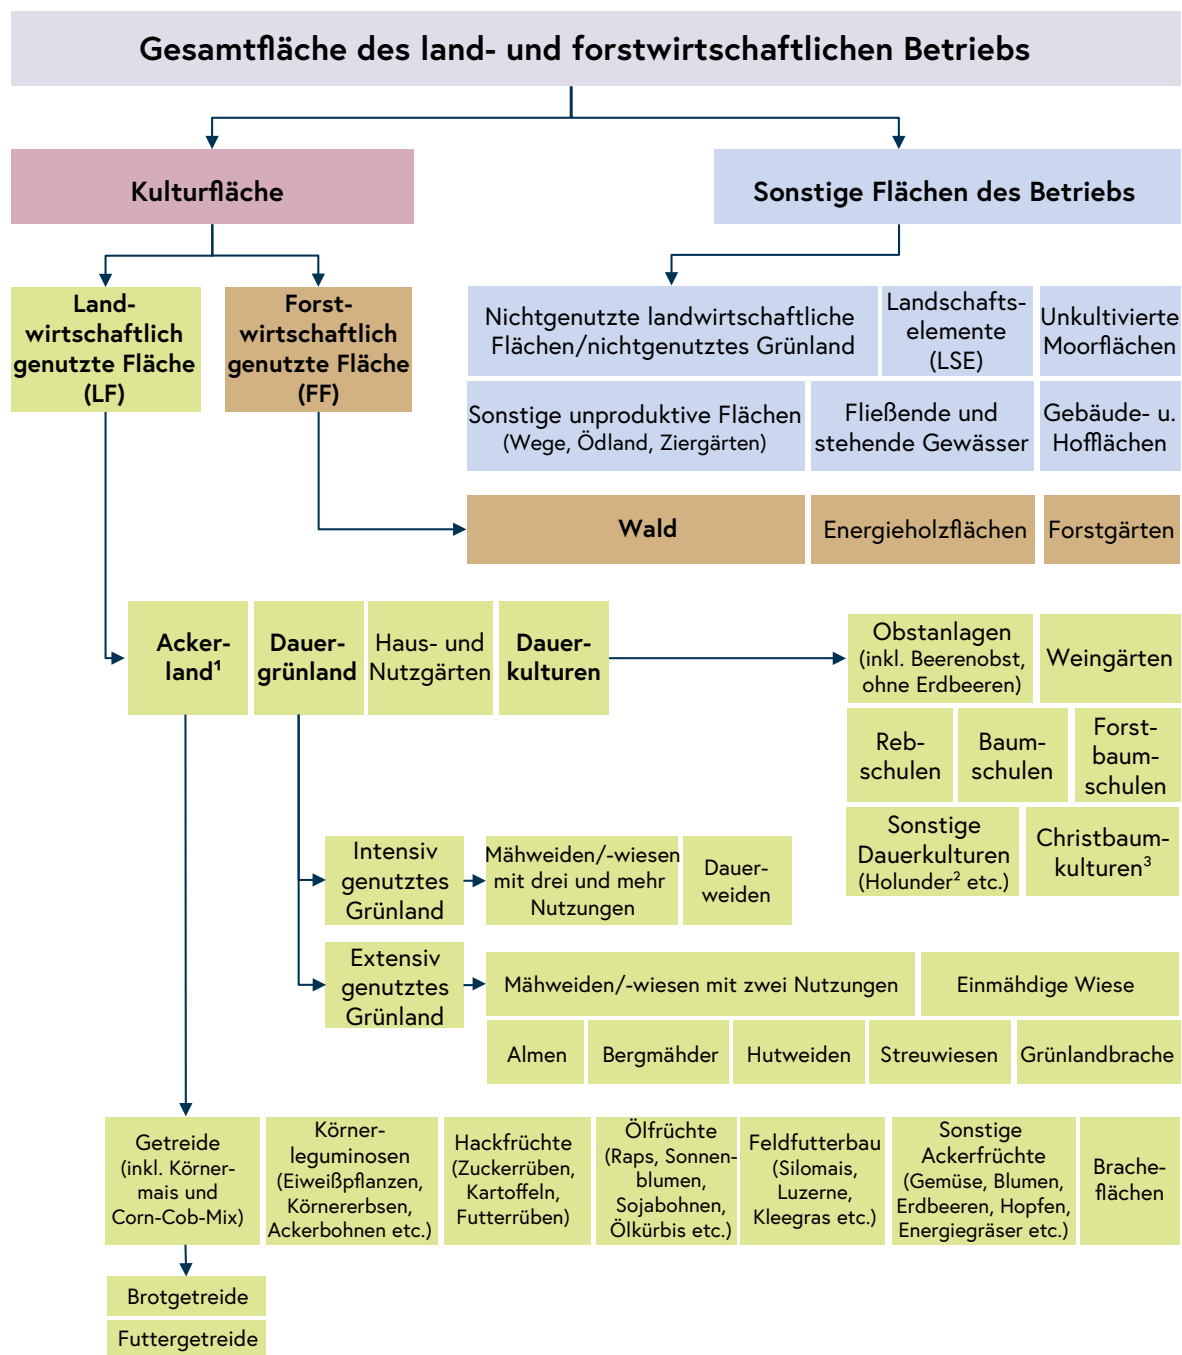 Gesamtfläche des land- und forstwirtschaftlichen Betriebs
Kulturfläche
Sonstige Flächen des Betriebs
Land-
wirtschaftlich
genutzte Fläche
(LF)
Forst-
wirtschaftlich
genutzte Fläche
(FF)
Nichtgenutzte landwirtschaftliche
Flächen/nichtgenutztes Grünland
Landschafts-
elemente
(LSE)
Unkultivierte
Moorflächen
Sonstige unproduktive Flächen
(Wege, Ödland, Ziergärten)
Fließende und
stehende Gewässer
Gebäude- u.
Hofflächen
Wald
Energieholzflächen
Forstgärten
Acker-
land¹
Dauer-
grünland
Haus- und
Nutzgärten
Dauer-
kulturen
Obstanlagen
(inkl. Beerenobst,
ohne Erdbeeren)
Weingärten
Reb-
schulen
Baum-
schulen
Forst-
baum-
schulen
Sonstige
Dauerkulturen
(Holunder² etc.)
Christbaum-
kulturen³
Intensiv
genutztes
Grünland
Mähweiden/-wiesen
mit drei und mehr
Nutzungen
Dauer-
weiden
Extensiv
genutztes
Grünland
Mähweiden/-wiesen mit zwei Nutzungen
Einmähdige Wiese
Almen
Bergmähder
Hutweiden
Streuwiesen
Grünlandbrache
Getreide
(inkl. Körner-
mais und
Corn-Cob-Mix)
Körner-
leguminosen
(Eiweißpflanzen,
Körnererbsen,
Ackerbohnen etc.)
Hackfrüchte
(Zuckerrüben,
Kartoffeln,
Futterrüben)
Ölfrüchte
(Raps, Sonnen-
blumen,
Sojabohnen,
Ölkürbis etc.)
Feldfutterbau
(Silomais,
Luzerne,
Kleegras etc.)
Sonstige
Ackerfrüchte
(Gemüse, Blumen,
Erdbeeren, Hopfen,
Energiegräser etc.)
Brache-
flächen
Brotgetreide
Futtergetreide